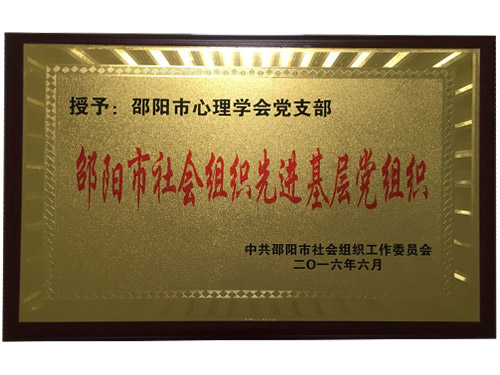 授予：邵阳市心理学会党支部
邵阳市社会组织先进基层党组织
中共邵阳市社会组织工作委员会
二〇一六年六月